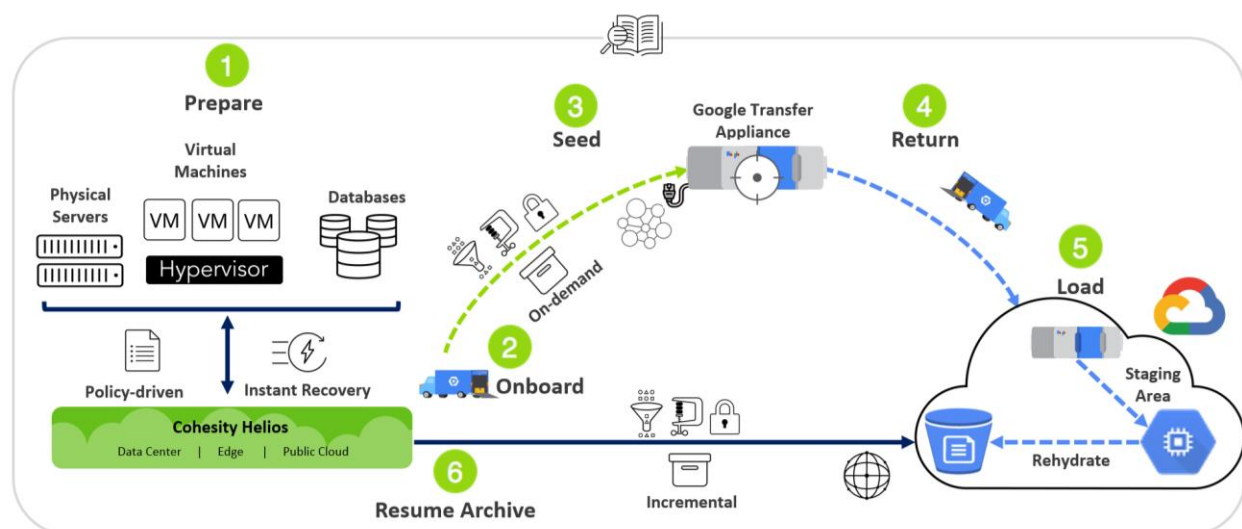 1
Prepare
Virtual
Machines
Physical
Servers
VM VM VM
Hypervisor
Databases
Policy-driven
Instant Recovery
Cohesity Helios
Data Center | Edge | Public Cloud
2
Onboard
3
Seed
On-demand
Google Transfer
Appliance
Google
4
Return
5
Load
Staging
Area
Rehydrate
6
Resume Archive
Incremental